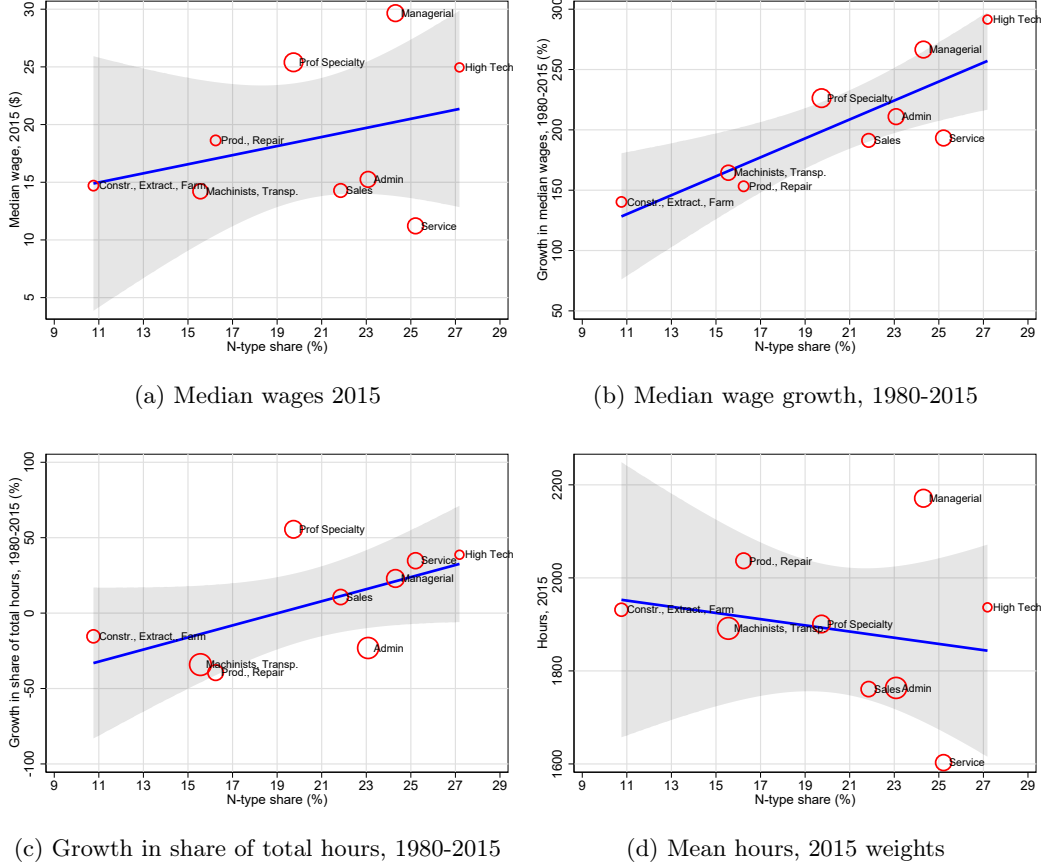 30
25
20
15
10
5
Median wage, 2015 ($)
Managerial
Prof Specialty
High Tech
Prod., Repair
Constr., Extract., Farm
Machinists, Transp.
Admin
Sales
Service
9 11 13 15 17 19 21 23 25 27 29
N-type share (%)
(a) Median wages 2015
300
250
200
150
100
50
Growth in median wages, 1980-2015 (%)
High Tech
Managerial
Prof Specialty
Admin
Sales
Service
Machinists, Transp.
Prod., Repair
Constr., Extract., Farm
9 11 13 15 17 19 21 23 25 27 29
N-type share (%)
(b) Median wage growth, 1980-2015
100
50
0
-50
-100
Growth in share of total hours, 1980-2015 (%)
Prof Specialty
Service
High Tech
Managerial
Sales
Constr., Extract., Farm
Admin
Machinists, Transp.
Prod., Repair
9 11 13 15 17 19 21 23 25 27 29
N-type share (%)
(c) Growth in share of total hours, 1980-2015
2200
2000
1800
1600
Hours, 2015
Managerial
Prod., Repair
Constr., Extract., Farm
High Tech
Machinists, Transp.
Prof Specialty
Sales
Admin
Service
9 11 13 15 17 19 21 23 25 27 29
N-type share (%)
(d) Mean hours, 2015 weights